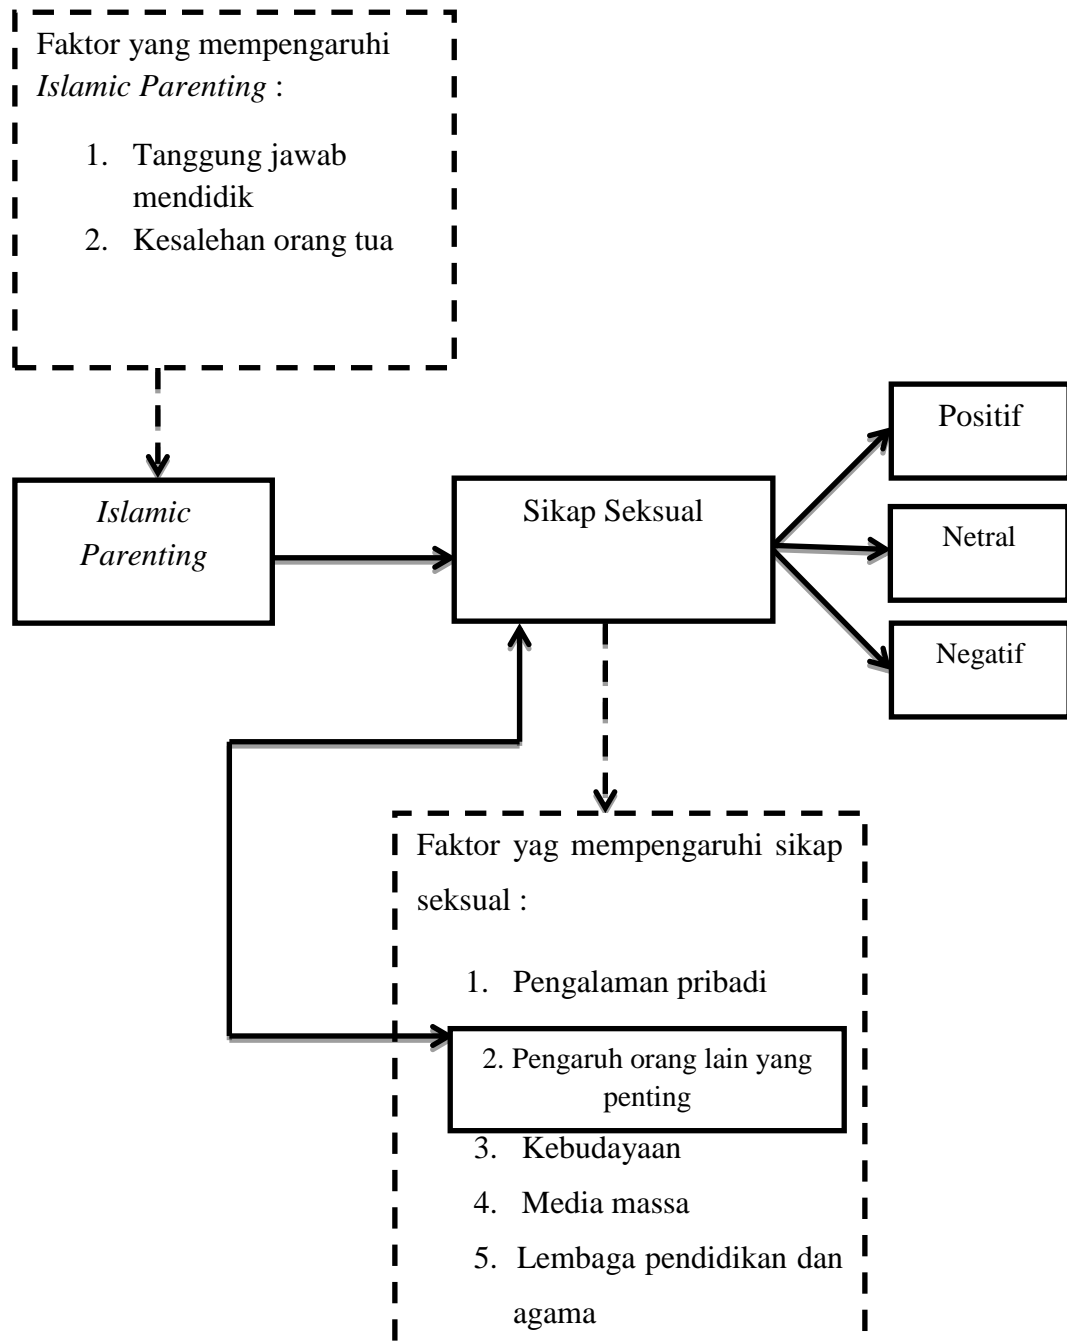 Faktor yang mempengaruhi
Islamic Parenting :
1. Tanggung jawab
mendidik
2. Kesalehan orang tua
Islamic
Parenting
Sikap Seksual
Positif
Netral
Negatif
Faktor yag mempengaruhi sikap
seksual :
1. Pengalaman pribadi
2. Pengaruh orang lain yang
penting
3. Kebudayaan
4. Media massa
5. Lembaga pendidikan dan
agama